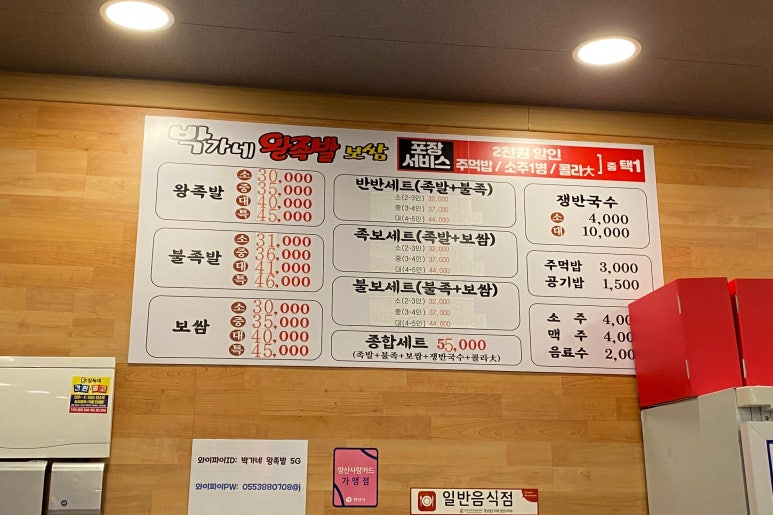 박가네 왕족발 보쌈
포장 서비스
2천원 할인
주먹밥 / 소주1병 / 콜라大 ] 중 택1
왕족발
소 30,000
중 35,000
대 40,000
특 45,000
불족발
소 31,000
중 36,000
대 41,000
특 46,000
보쌈
소 30,000
중 35,000
대 40,000
특 45,000
반반세트(족발+불족)
소(2-3인) 32,000
중(3-4인) 37,000
대(4-5인) 44,000
족보세트(족발+보쌈)
소(2-3인) 32,000
중(3-4인) 37,000
대(4-5인) 44,000
불보세트(불족+보쌈)
소(2-3인) 32,000
중(3-4인) 37,000
대(4-5인) 44,000
종합세트 55,000
(족발+불족+보쌈+쟁반국수+콜라大)
쟁반국수
소 4,000
대 10,000
주먹밥 3,000
공기밥 1,500
소 주 4,00
맥 주 4,00
음료수 2,00
와이파이ID: 박가네 왕족발 5G
와이파이PW: 0553880708@j
양산사랑카드
가맹점
일반음식점